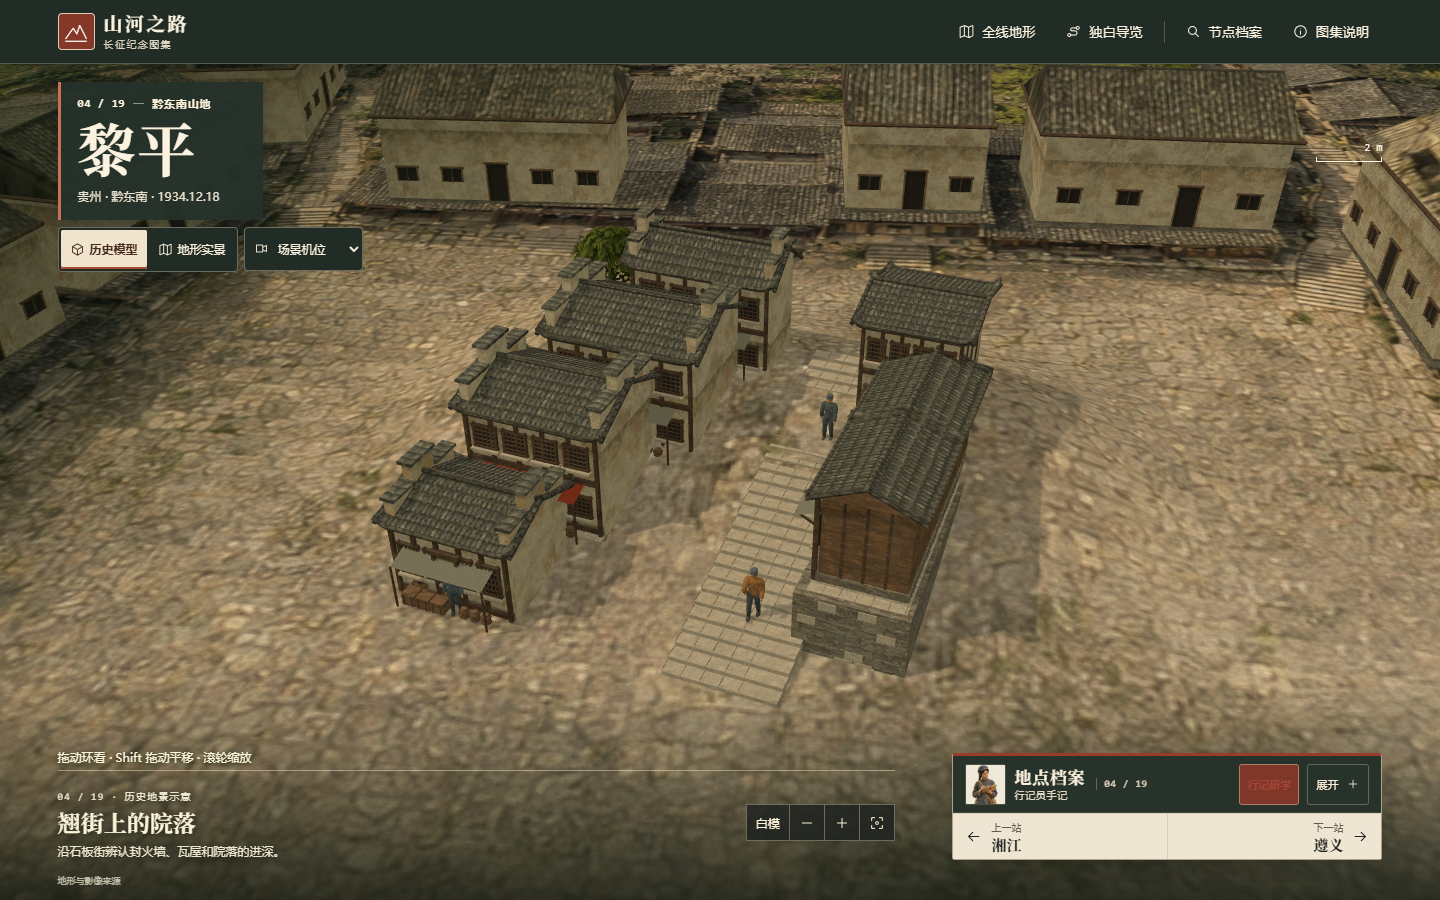 山河之路
长征纪念图集
全线地形
独白导览
节点档案
图集说明
04 / 19 — 黔东南山地
黎平
贵州 · 黔东南 · 1934.12.18
历史模型
地形实景
场景机位
2 m
拖动环看 · Shift 拖动平移 · 滚轮缩放
04 / 19 · 历史地景示意
翘街上的院落
沿石板街辨认封火墙、瓦屋和院落的进深。
地形与影像来源
白模
地点档案
04 / 19
行记员手记
行记研学
展开
上一站
湘江
下一站
遵义